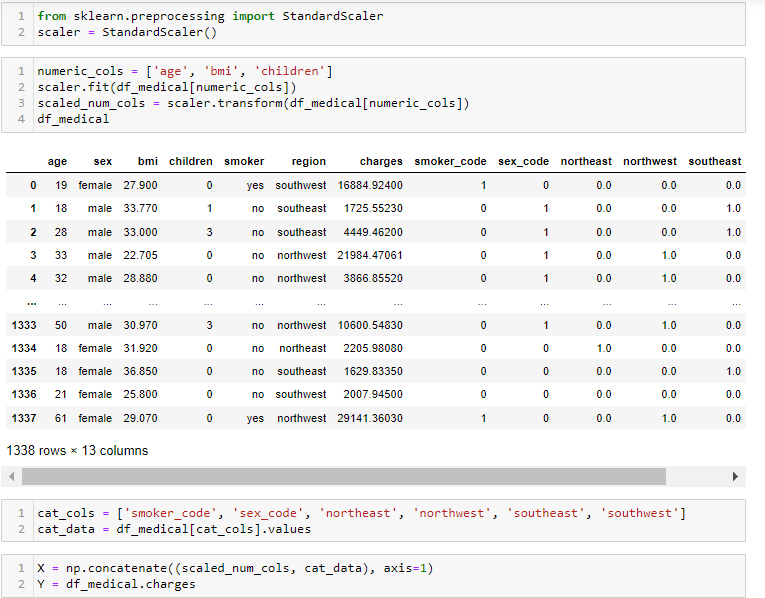 1 from sklearn.preprocessing import StandardScaler
2 scaler = StandardScaler()
1 numeric_cols = ['age', 'bmi', 'children']
2 scaler.fit(df_medical[numeric_cols])
3 scaled_num_cols = scaler.transform(df_medical[numeric_cols])
4 df_medical
age sex bmi children smoker region charges smoker_code sex_code northeast northwest southeast
0 19 female 27.900 0 yes southwest 16884.92400 1 0 0.0 0.0 0.0
1 18 male 33.770 1 no southeast 1725.55230 0 1 0.0 0.0 1.0
2 28 male 33.000 3 no southeast 4449.46200 0 1 0.0 0.0 1.0
3 33 male 22.705 0 no northwest 21984.47061 0 1 0.0 1.0 0.0
4 32 male 28.880 0 no northwest 3866.85520 0 1 0.0 1.0 0.0
... ... ... ... ... ... ... ... ... ... ... ... ...
1333 50 male 30.970 3 no northwest 10600.54830 0 1 0.0 1.0 0.0
1334 18 female 31.920 0 no northeast 2205.98080 0 0 1.0 0.0 0.0
1335 18 female 36.850 0 no southeast 1629.83350 0 0 0.0 0.0 1.0
1336 21 female 25.800 0 no southwest 2007.94500 0 0 0.0 0.0 0.0
1337 61 female 29.070 0 yes northwest 29141.36030 1 0 0.0 1.0 0.0
1338 rows × 13 columns
1 cat_cols = ['smoker_code', 'sex_code', 'northeast', 'northwest', 'southeast', 'southwest']
2 cat_data = df_medical[cat_cols].values
1 X = np.concatenate((scaled_num_cols, cat_data), axis=1)
2 Y = df_medical.charges